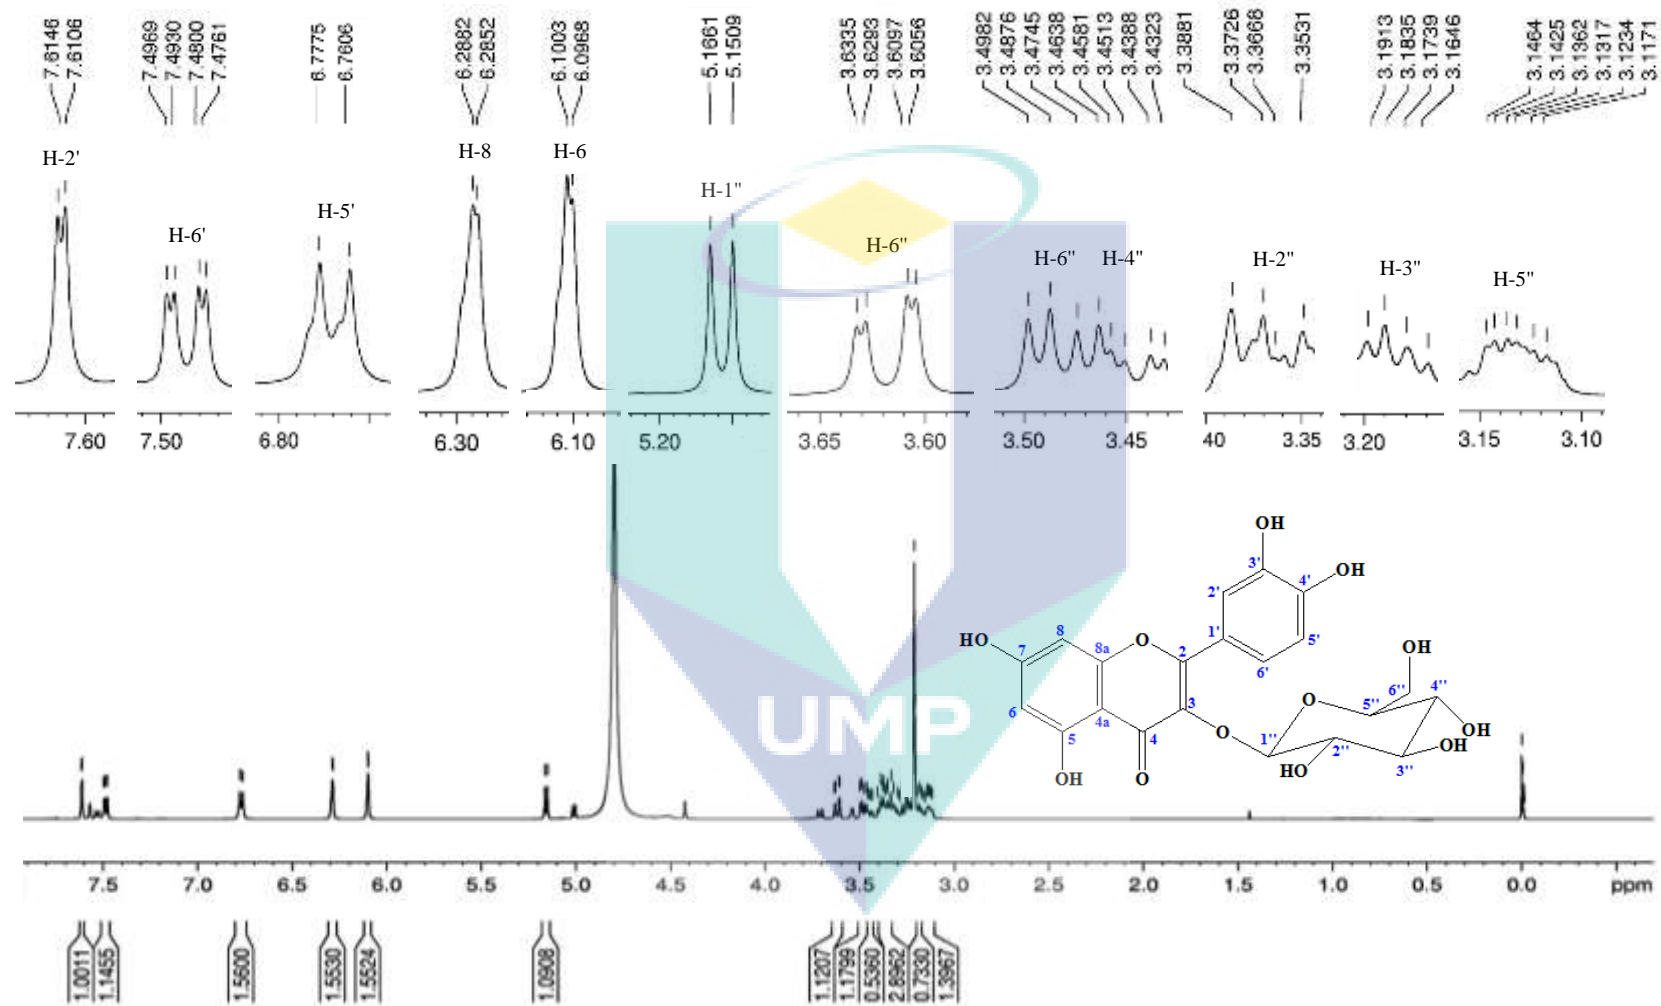 7.6146
7.6106
7.4969
7.4930
7.4800
7.4761
6.7775
6.7606
6.2882
6.2852
6.1003
6.0968
5.1661
5.1509
3.6335
3.6293
3.6097
3.6056
3.4982
3.4876
3.4745
3.4638
3.4581
3.4513
3.4388
3.4323
3.3881
3.3726
3.3668
3.3531
3.1913
3.1835
3.1739
3.1646
3.1464
3.1425
3.1362
3.1317
3.1234
3.1171
H-2'
H-6'
H-5'
H-8
H-6
H-1"
H-6"
H-6"
H-4"
H-2"
H-3"
H-5"
7.60 7.50 6.80 6.30 6.10 5.20 3.65 3.60 3.50 3.45 40 3.35 3.20 3.15 3.10
OH
3'
4'
OH
2'
8
1'
5'
HO
7
8a
O
2
6'
OH
6
4a
3
O
6''
4''
5''
5
4
O
1''
2''
OH
OH
3''
HO
OH
O
UMP
7.5 7.0 6.5 6.0 5.5 5.0 4.5 4.0 3.5 3.0 2.5 2.0 1.5 1.0 0.5 0.0 ppm
1.0011
1.1455
1.5600
1.5530
1.5524
1.0908
1.1207
1.1799
0.5360
2.8962
0.7330
1.3967